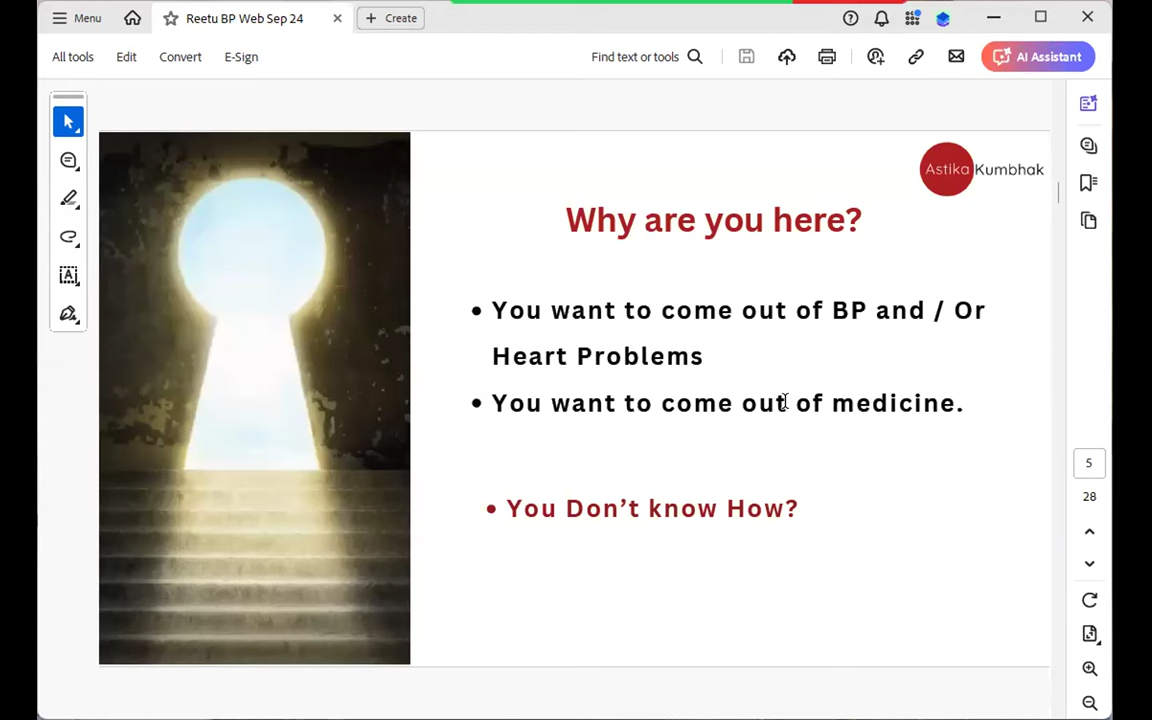 Menu
Reetu BP Web Sep 24
Create
All tools
Edit
Convert
E-Sign
Find text or tools
AI Assistant
Astika Kumbhak
Why are you here?
• You want to come out of BP and / Or
Heart Problems
• You want to come out of medicine.
• You Don’t know How?
5
28